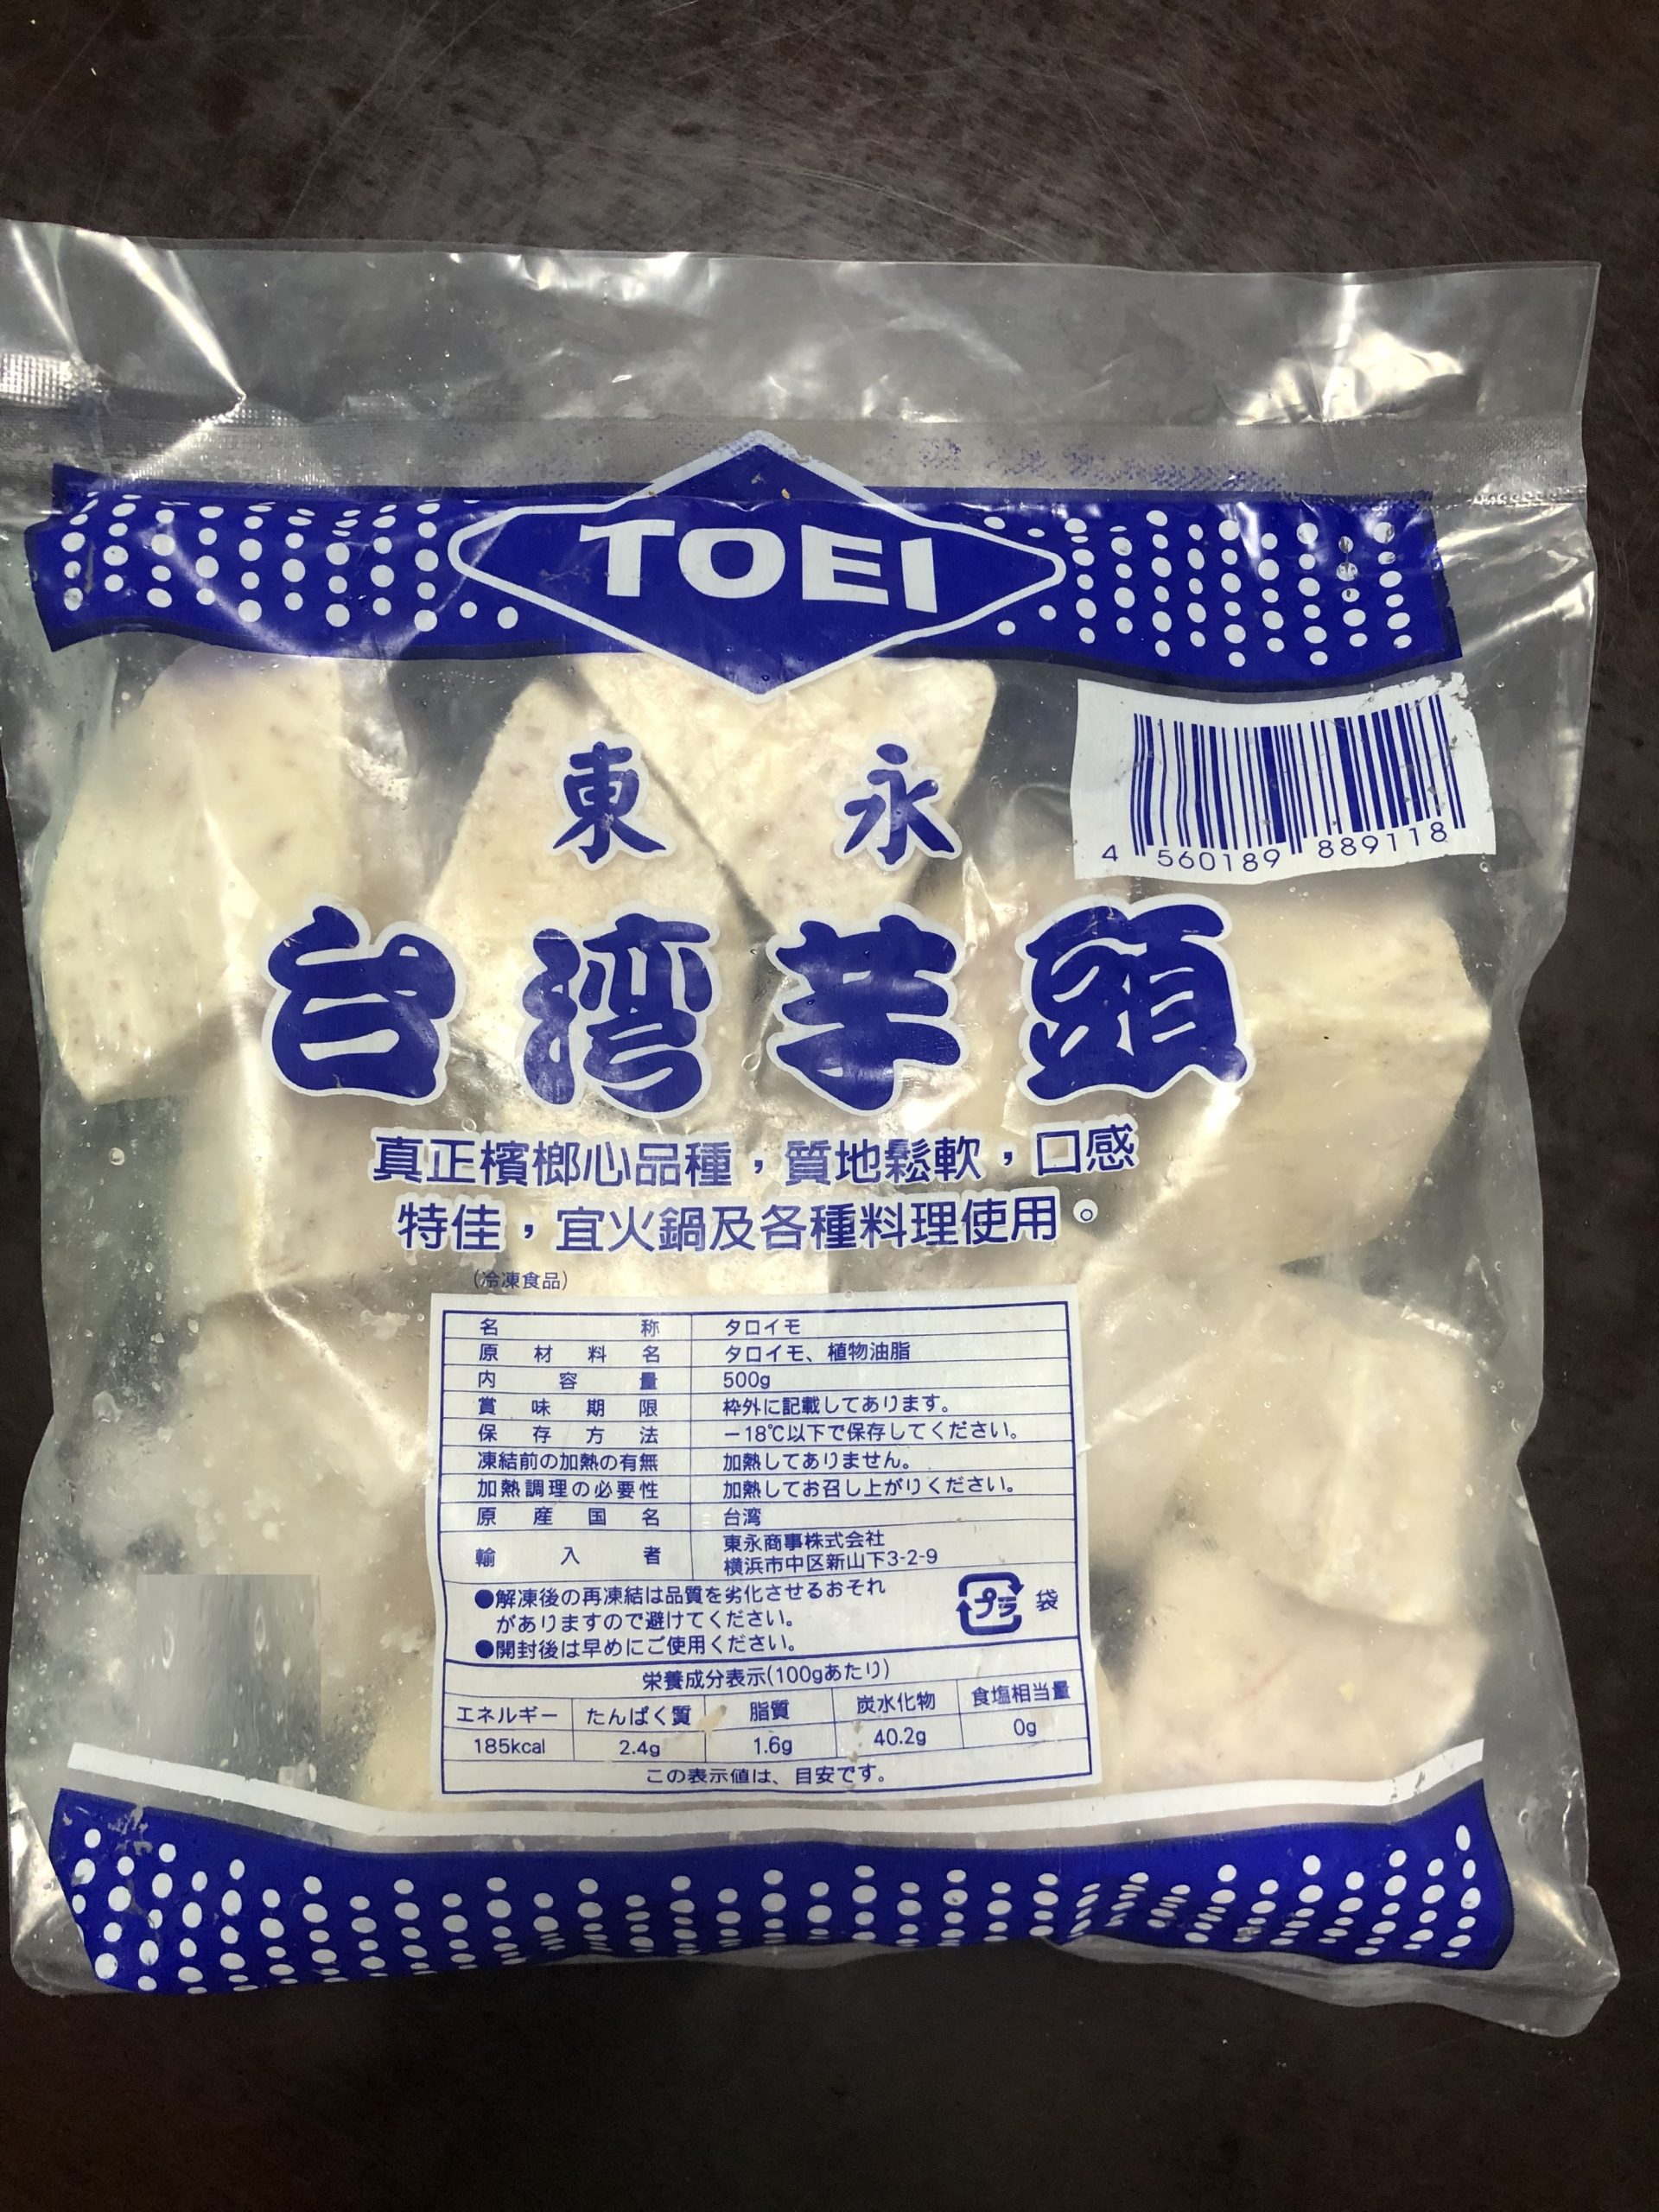 TOEI
東永
4 560189 889118
台湾芋頭
真正檳榔心品種，質地鬆軟，口感
特佳，宜火鍋及各種料理使用。
(冷凍食品)
名称 タロイモ
原材料名 タロイモ、植物油脂
内容量 500g
賞味期限 枠外に記載してあります。
保存方法 －18℃以下で保存してください。
凍結前の加熱の有無 加熱してありません。
加熱調理の必要性 加熱してお召し上がりください。
原産国名 台湾
輸入者 東永商事株式会社
横浜市中区新山下3-2-9
●解凍後の再凍結は品質を劣化させるおそれ
がありますので避けてください。
●開封後は早めにご使用ください。
プラ 袋
栄養成分表示(100gあたり)
エネルギー たんぱく質 脂質 炭水化物 食塩相当量
185kcal 2.4g 1.6g 40.2g 0g
この表示値は、目安です。